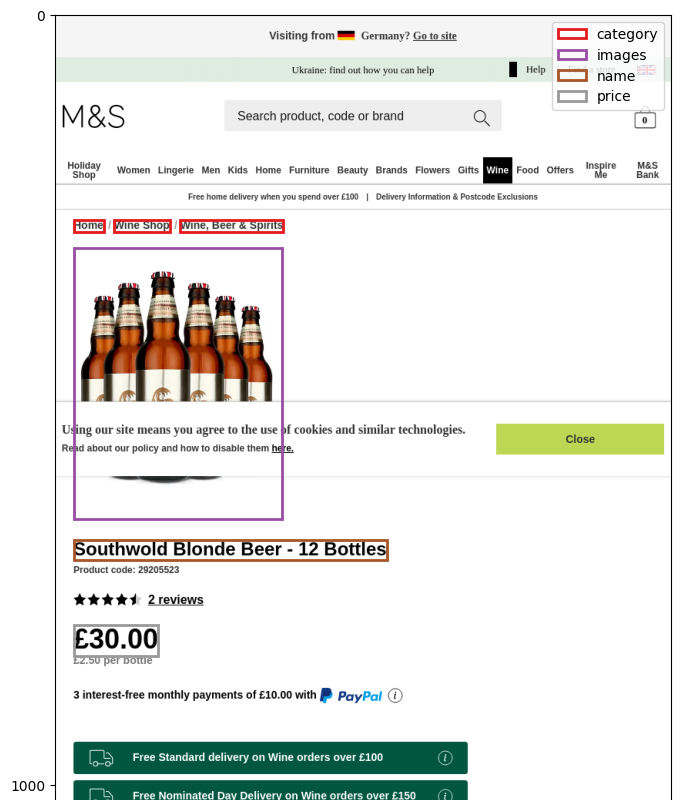 0
Visiting from Germany? Go to site
category
images
name
price
Ukraine: find out how you can help
Help
M&S
Search product, code or brand
0
Holiday Shop Women Lingerie Men Kids Home Furniture Beauty Brands Flowers Gifts Wine Food Offers Inspire Me M&S Bank
Free home delivery when you spend over £100 | Delivery Information & Postcode Exclusions
Home / Wine Shop / Wine, Beer & Spirits
Using our site means you agree to the use of cookies and similar technologies.
Read about our policy and how to disable them here.
Close
Southwold Blonde Beer - 12 Bottles
Product code: 29205523
2 reviews
£30.00
£2.50 per bottle
3 interest-free monthly payments of £10.00 with PayPal i
Free Standard delivery on Wine orders over £100 i
1000
Free Nominated Day Delivery on Wine orders over £150 i